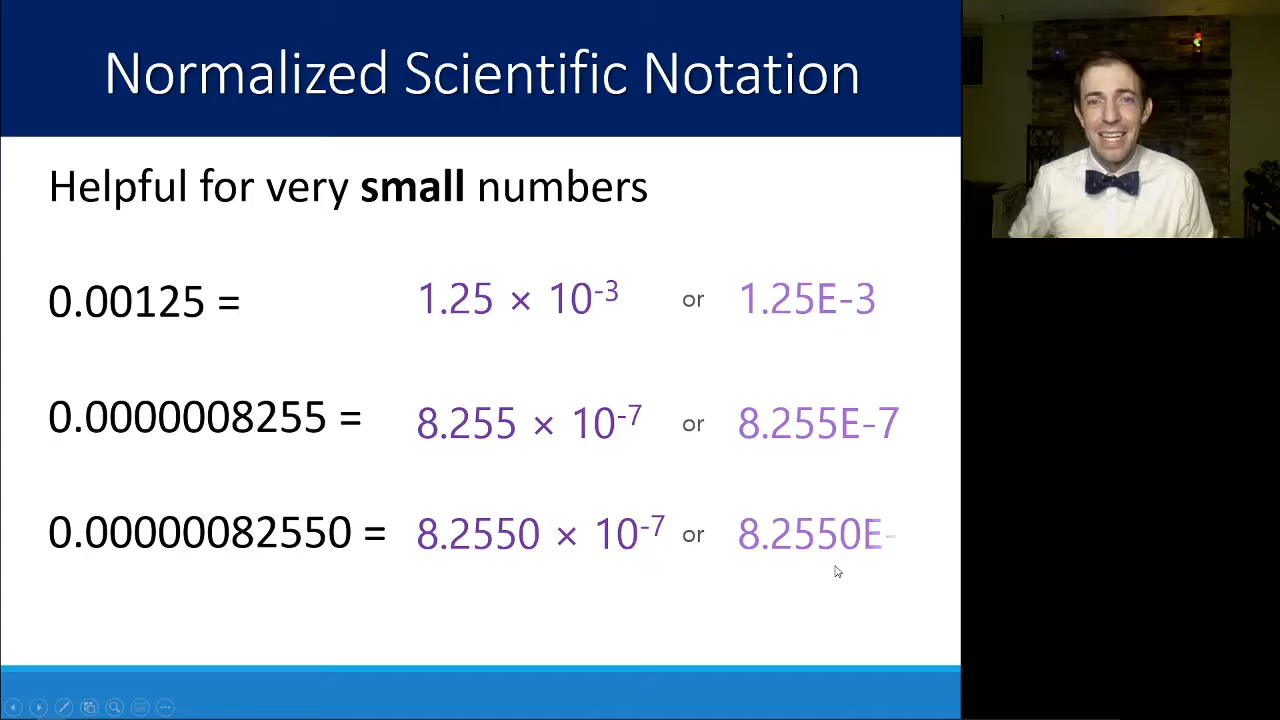 Normalized Scientific Notation
Helpful for very small numbers
0.00125 = 1.25 × 10⁻³ or 1.25E-3
0.0000008255 = 8.255 × 10⁻⁷ or 8.255E-7
0.00000082550 = 8.2550 × 10⁻⁷ or 8.2550E-